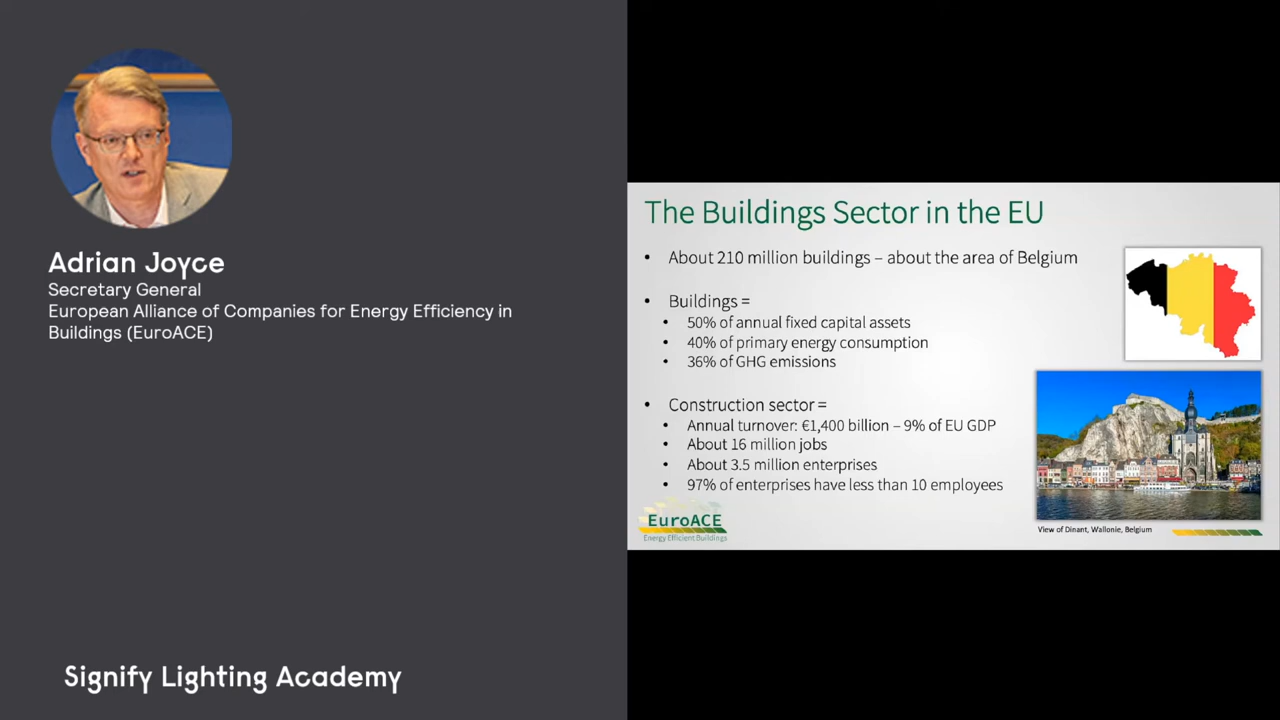 Adrian Joyce
Secretary General
European Alliance of Companies for Energy Efficiency in
Buildings (EuroACE)
Signify Lighting Academy
The Buildings Sector in the EU
• About 210 million buildings – about the area of Belgium
• Buildings =
• 50% of annual fixed capital assets
• 40% of primary energy consumption
• 36% of GHG emissions
• Construction sector =
• Annual turnover: €1,400 billion – 9% of EU GDP
• About 16 million jobs
• About 3.5 million enterprises
• 97% of enterprises have less than 10 employees
EuroACE
Energy Efficient Buildings
View of Dinant, Wallonie, Belgium